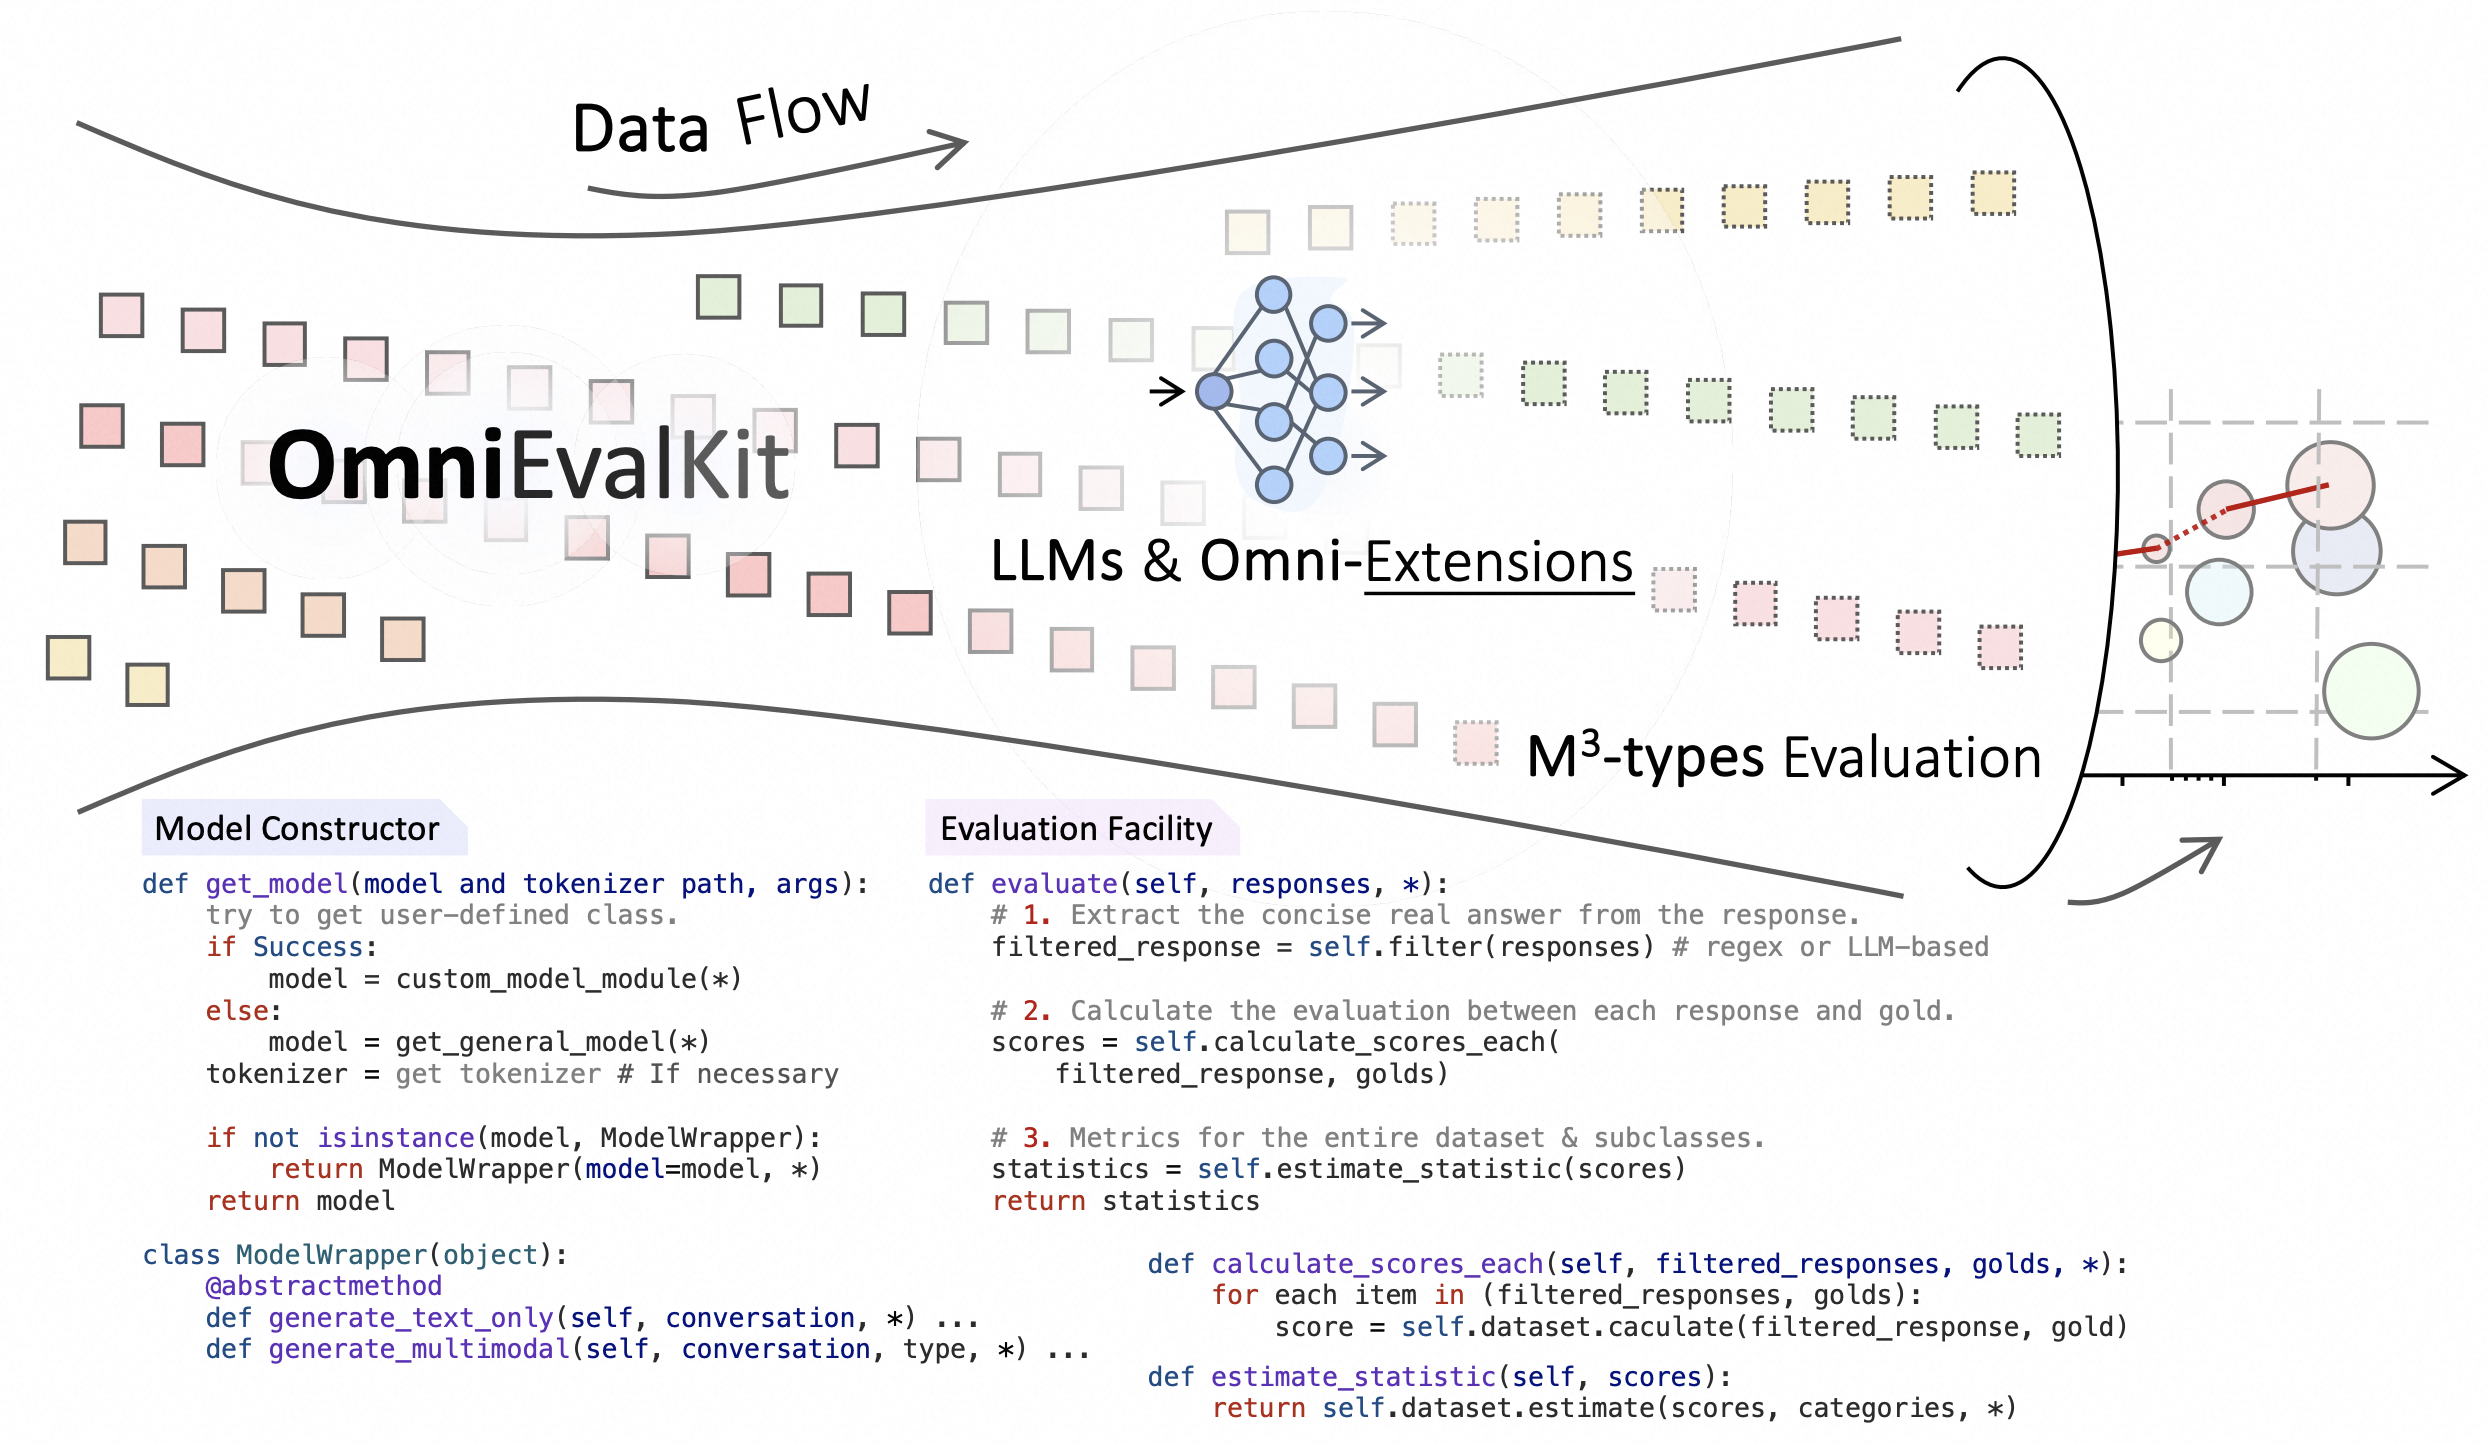 Data Flow
OmniEvalKit
LLMs & Omni-Extensions
M³-types Evaluation
Model Constructor
def get_model(model and tokenizer path, args):
    try to get user-defined class.
    if Success:
        model = custom_model_module(*)
    else:
        model = get_general_model(*)
    tokenizer = get tokenizer # If necessary
    if not isinstance(model, ModelWrapper):
        return ModelWrapper(model=model, *)
    return model
class ModelWrapper(object):
    @abstractmethod
    def generate_text_only(self, conversation, *) ...
    def generate_multimodal(self, conversation, type, *) ...
Evaluation Facility
def evaluate(self, responses, *):
    # 1. Extract the concise real answer from the response.
    filtered_response = self.filter(responses) # regex or LLM-based
    # 2. Calculate the evaluation between each response and gold.
    scores = self.calculate_scores_each(
        filtered_response, golds)
    # 3. Metrics for the entire dataset & subclasses.
    statistics = self.estimate_statistic(scores)
    return statistics
def calculate_scores_each(self, filtered_responses, golds, *):
    for each item in (filtered_responses, golds):
        score = self.dataset.caculate(filtered_response, gold)
def estimate_statistic(self, scores):
    return self.dataset.estimate(scores, categories, *)